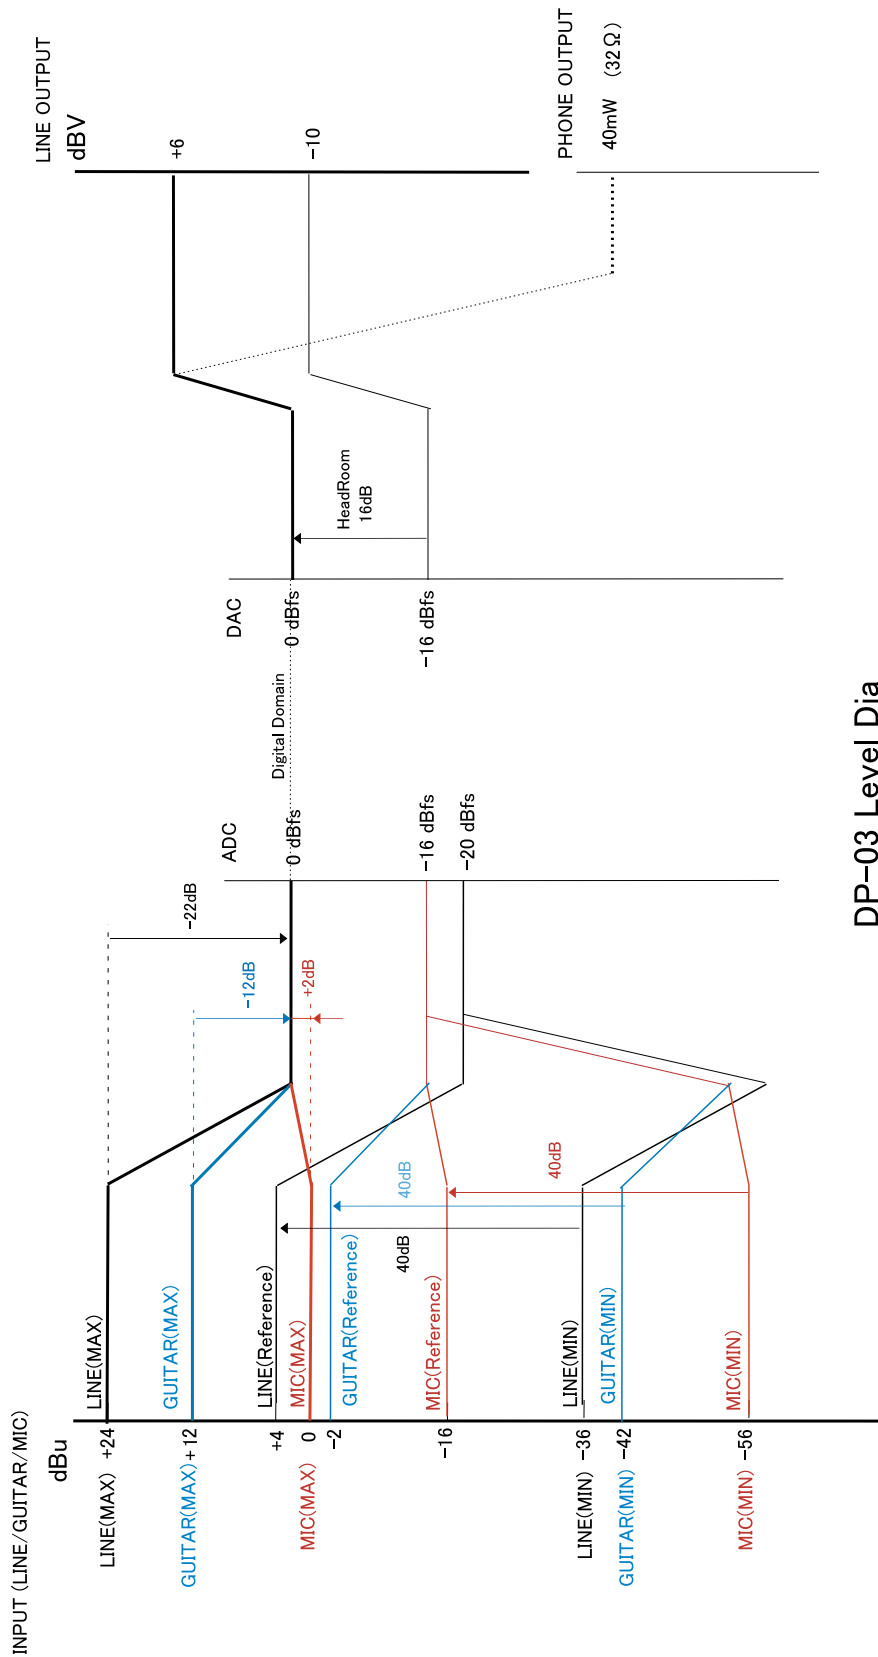 INPUT (LINE/GUITAR/MIC)
dBu
LINE(MAX) +24
GUITAR(MAX)+12
+4
MIC(MAX) 0
-2
-16
LINE(MIN) -36
GUITAR(MIN) -42
MIC(MIN) -56
LINE(MAX)
GUITAR(MAX)
LINE(Reference)
MIC(MAX)
GUITAR(Reference)
MIC(Reference)
LINE(MIN)
GUITAR(MIN)
MIC(MIN)
40dB
40dB
40dB
-22dB
-12dB
+2dB
ADC
0 dBfs
-16 dBfs
-20 dBfs
Digital Domain
DAC
0 dBfs
-16 dBfs
HeadRoom
16dB
LINE OUTPUT
dBV
+6
-10
PHONE OUTPUT
40mW (32Ω)
DP-03 Level Dia